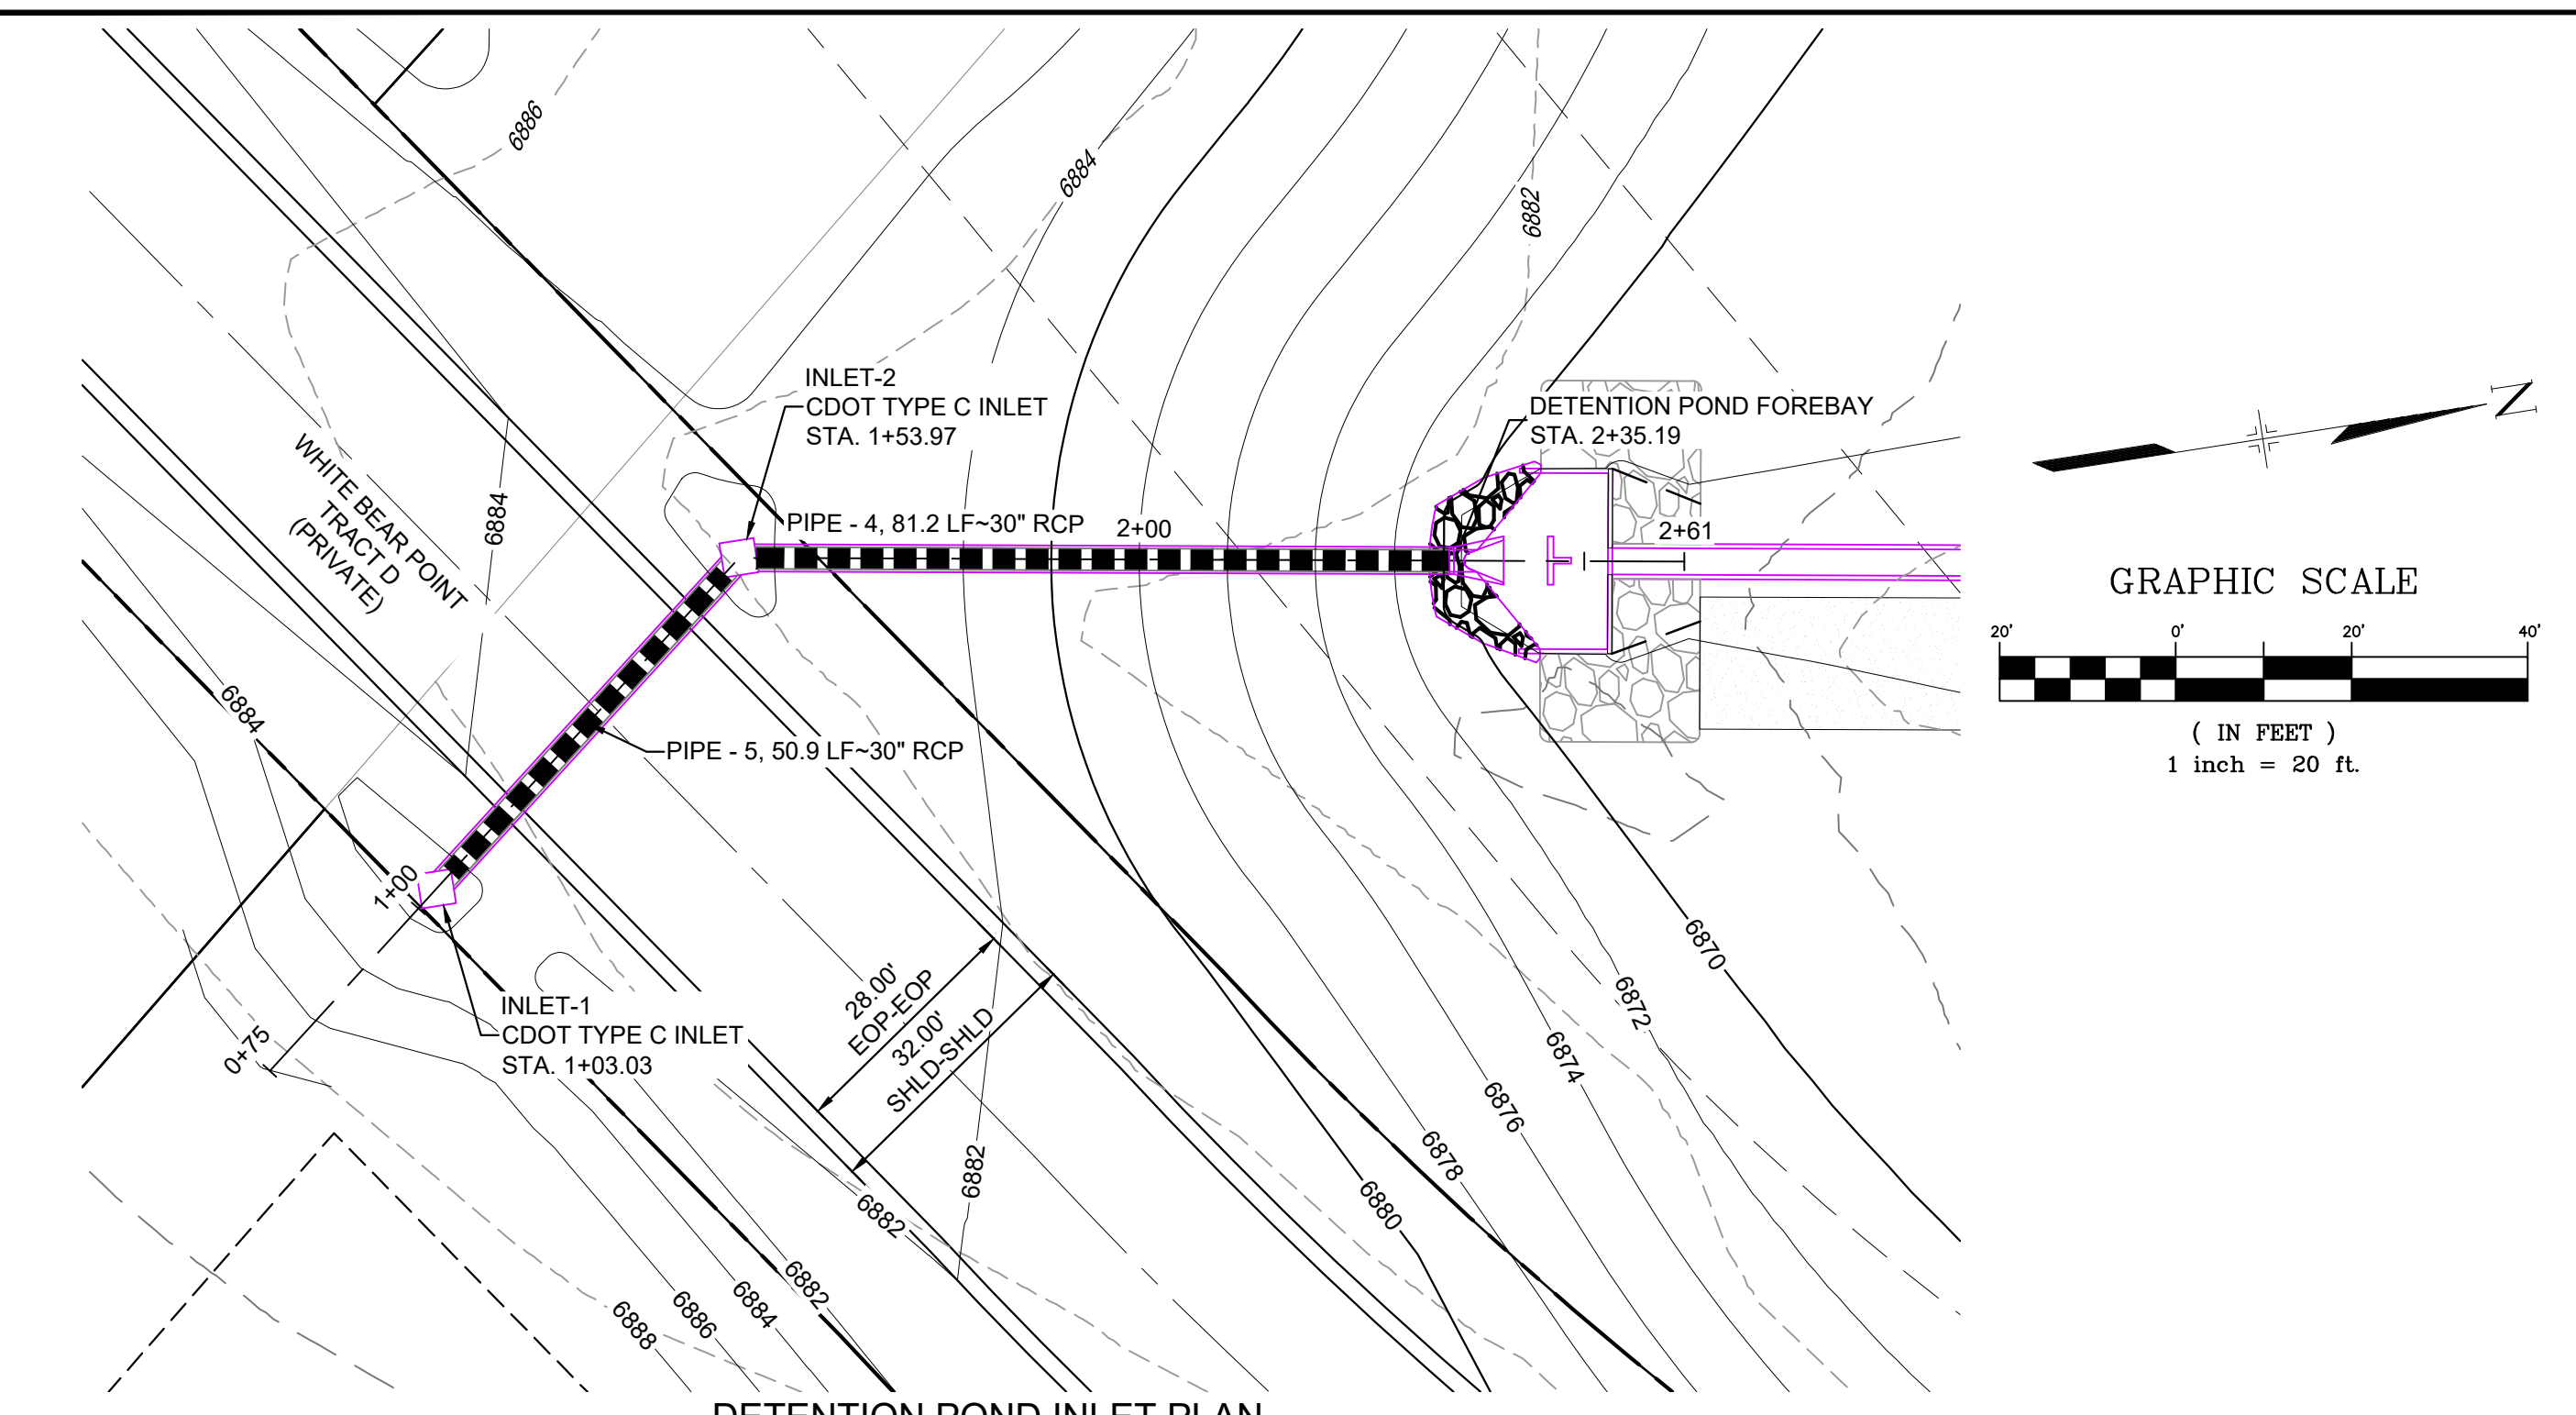 6886
6884
6882
INLET-2
CDOT TYPE C INLET
STA. 1+53.97
DETENTION POND FOREBAY
STA. 2+35.19
N
WHITE BEAR POINT
TRACT D
(PRIVATE)
6884
PIPE - 4, 81.2 LF~30" RCP
2+00
2+61
GRAPHIC SCALE
20'
0'
20'
40'
( IN FEET )
1 inch = 20 ft.
6884
PIPE - 5, 50.9 LF~30" RCP
1+00
0+75
INLET-1
CDOT TYPE C INLET
STA. 1+03.03
28.00'
EOP-EOP
32.00'
SHLD-SHLD
6870
6872
6874
6876
6878
6880
6882
6882
6882
6884
6886
6888
DETENTION POND INLET PLAN